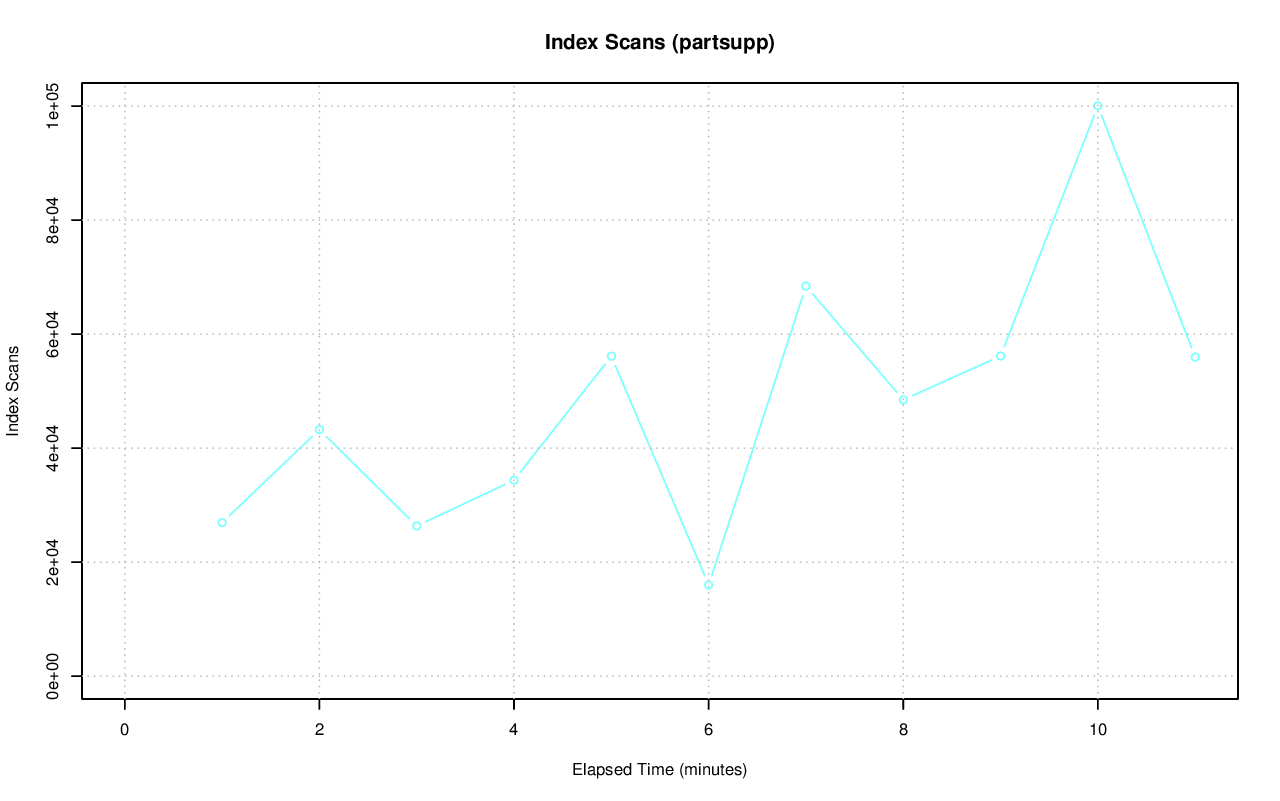 Index Scans (partsupp)
Index Scans
1e+05
8e+04
6e+04
4e+04
2e+04
0e+00
0 2 4 6 8 10
Elapsed Time (minutes)